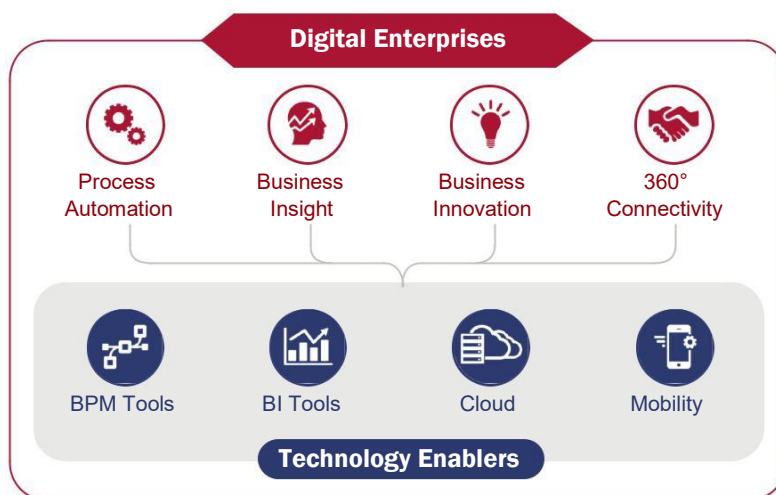 Digital Enterprises
Process
Automation
Business
Insight
Business
Innovation
360°
Connectivity
BPM Tools
BI Tools
Cloud
Mobility
Technology Enablers